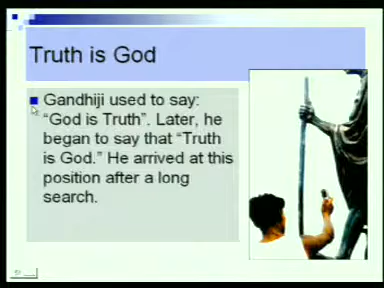 Truth is God
Gandhiji used to say:
“God is Truth”. Later, he
began to say that “Truth
is God.” He arrived at this
position after a long
search.